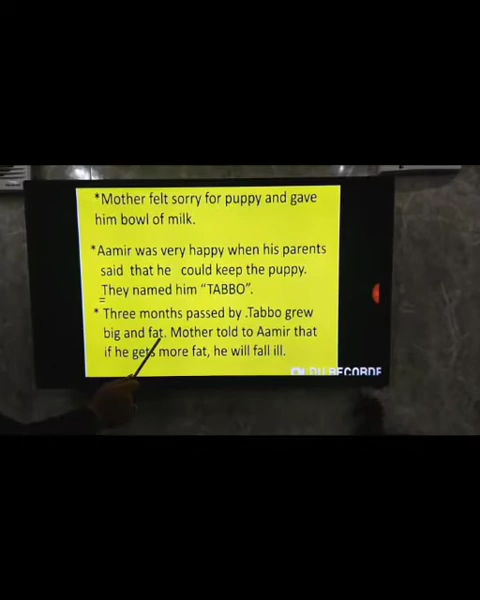 *Mother felt sorry for puppy and gave
him bowl of milk.
*Aamir was very happy when his parents
said that he could keep the puppy.
They named him “TABBO”.
* Three months passed by .Tabbo grew
big and fat. Mother told to Aamir that
if he gets more fat, he will fall ill.